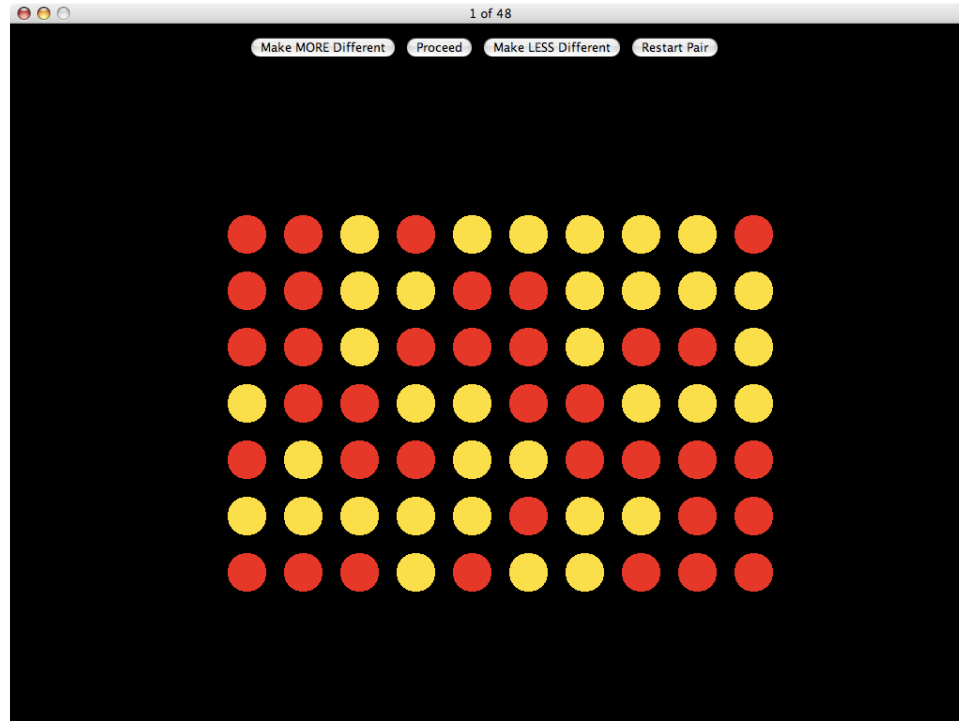 1 of 48
Make MORE Different Proceed Make LESS Different Restart Pair